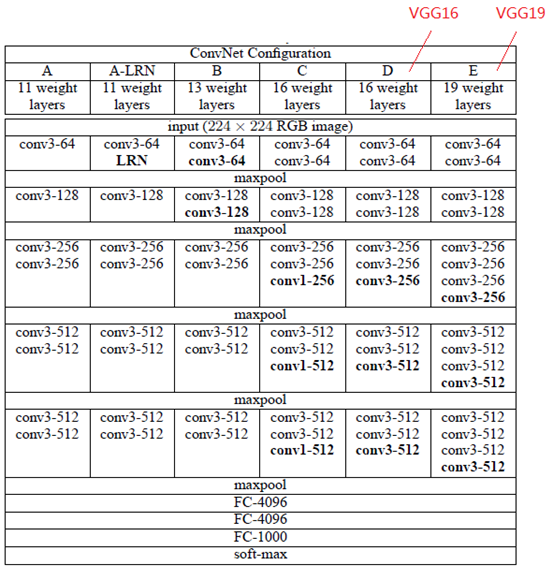 VGG16 VGG19
ConvNet Configuration
A A-LRN B C D E
11 weight 11 weight 13 weight 16 weight 16 weight 19 weight
layers layers layers layers layers layers
input (224 × 224 RGB image)
conv3-64 conv3-64 conv3-64 conv3-64 conv3-64 conv3-64
LRN conv3-64 conv3-64 conv3-64 conv3-64
maxpool
conv3-128 conv3-128 conv3-128 conv3-128 conv3-128 conv3-128
conv3-128 conv3-128 conv3-128 conv3-128
maxpool
conv3-256 conv3-256 conv3-256 conv3-256 conv3-256 conv3-256
conv3-256 conv3-256 conv3-256 conv3-256 conv3-256 conv3-256
conv1-256 conv3-256 conv3-256
conv3-256
maxpool
conv3-512 conv3-512 conv3-512 conv3-512 conv3-512 conv3-512
conv3-512 conv3-512 conv3-512 conv3-512 conv3-512 conv3-512
conv1-512 conv3-512 conv3-512
conv3-512
maxpool
conv3-512 conv3-512 conv3-512 conv3-512 conv3-512 conv3-512
conv3-512 conv3-512 conv3-512 conv3-512 conv3-512 conv3-512
conv1-512 conv3-512 conv3-512
conv3-512
maxpool
FC-4096
FC-4096
FC-1000
soft-max